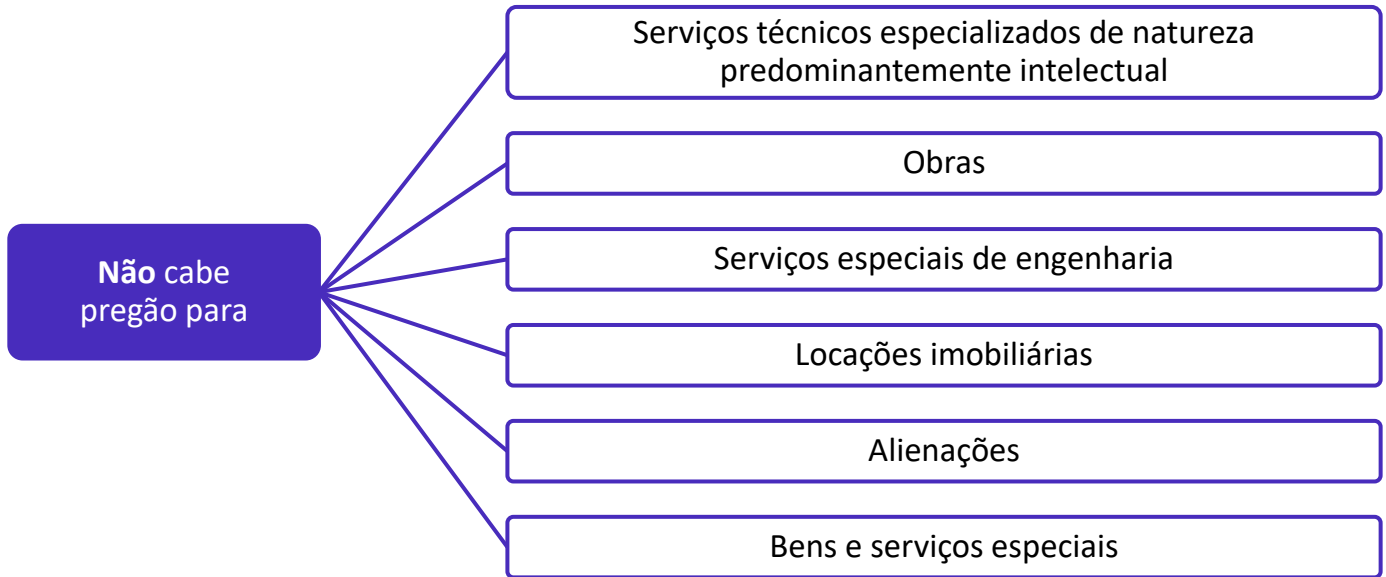 Serviços técnicos especializados de natureza
predominantemente intelectual
Obras
Serviços especiais de engenharia
Não cabe
pregão para
Locações imobiliárias
Alienações
Bens e serviços especiais